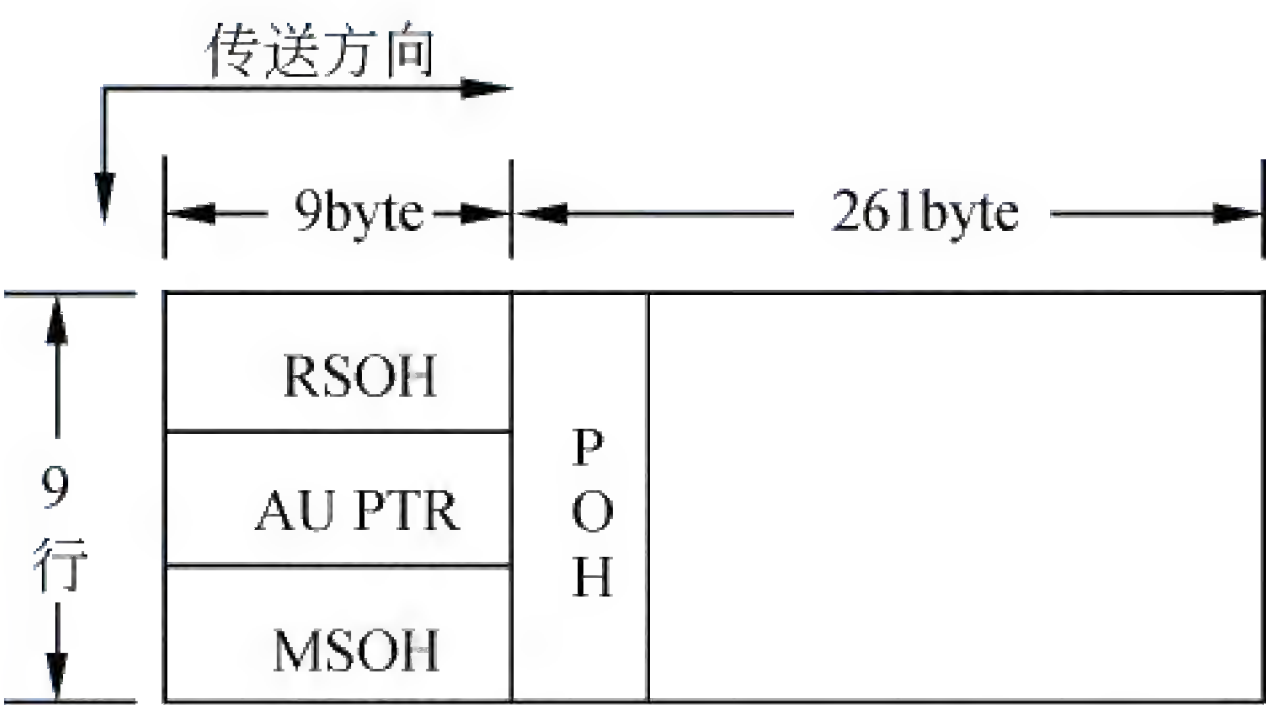 传送方向
9byte
261byte
RSOH
AU PTR
MSOH
9
行
P
O
H